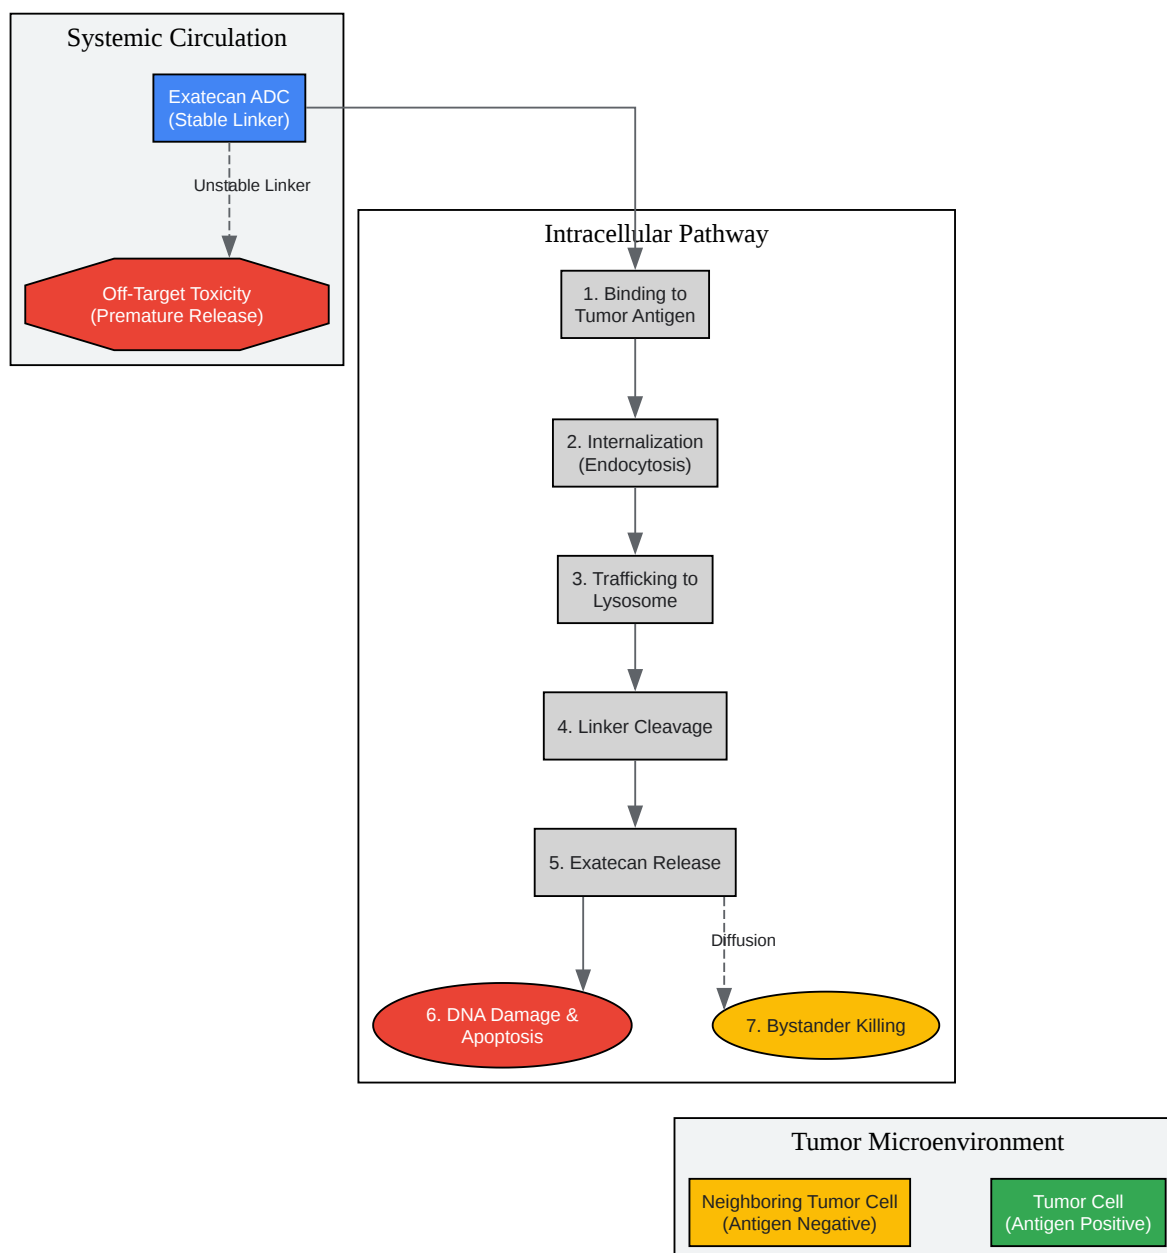 Systemic Circulation
Exatecan ADC
(Stable Linker)
Unstable Linker
Off-Target Toxicity
(Premature Release)
Intracellular Pathway
1. Binding to
Tumor Antigen
2. Internalization
(Endocytosis)
3. Trafficking to
Lysosome
4. Linker Cleavage
5. Exatecan Release
Diffusion
6. DNA Damage &
Apoptosis
7. Bystander Killing
Tumor Microenvironment
Neighboring Tumor Cell
(Antigen Negative)
Tumor Cell
(Antigen Positive)